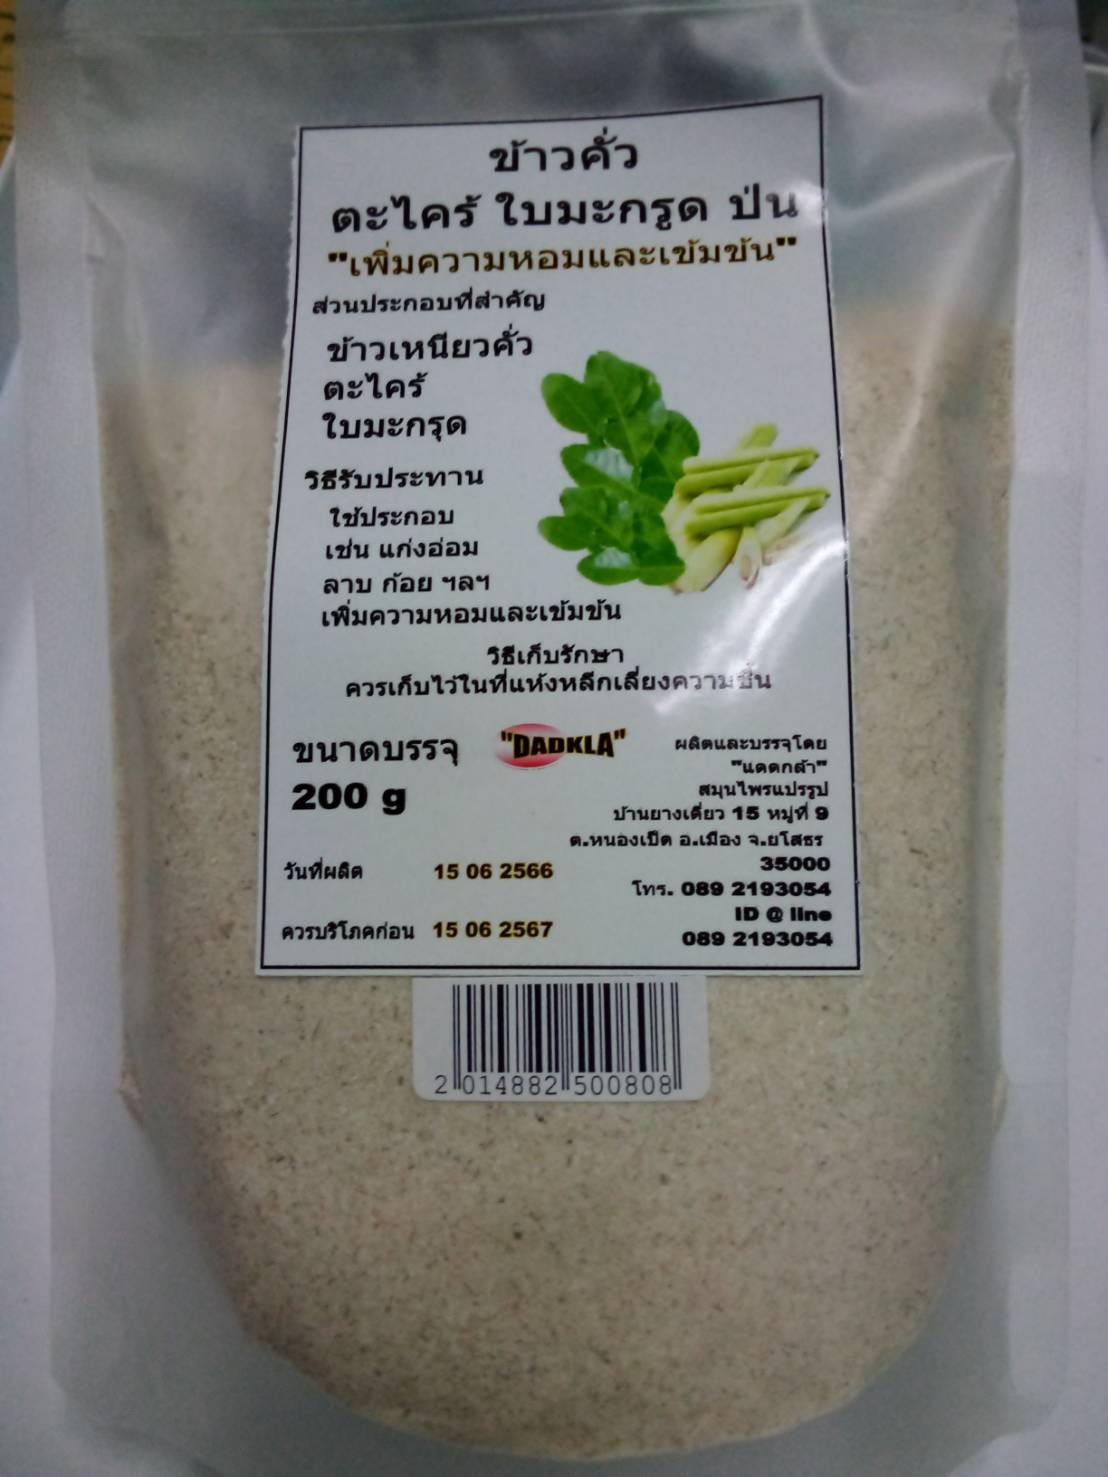 ข้าวคั่ว
ตะไคร้ ใบมะกรูด ป่น
"เพิ่มความหอมและเข้มข้น"
ส่วนประกอบที่สำคัญ
ข้าวเหนียวคั่ว
ตะไคร้
ใบมะกรุด
วิธีรับประทาน
ใช้ประกอบ
เช่น แก่งอ่อม
ลาบ ก้อย ฯลฯ
เพิ่มความหอมและเข้มข้น
วิธีเก็บรักษา
ควรเก็บไว้ในที่แห้งหลีกเลี่ยงความชื้น
ขนาดบรรจุ
200 g
"DADKLA"
ผลิตและบรรจุโดย
"แดดกล้า"
สมุนไพรแปรรูป
บ้านยางเดี่ยว 15 หมู่ที่ 9
ต.หนองเป็ด อ.เมือง จ.ยโสธร
35000
โทร. 089 2193054
ID @ line
089 2193054
วันที่ผลิต 15 06 2566
ควรบริโภคก่อน 15 06 2567
2 014882 500808